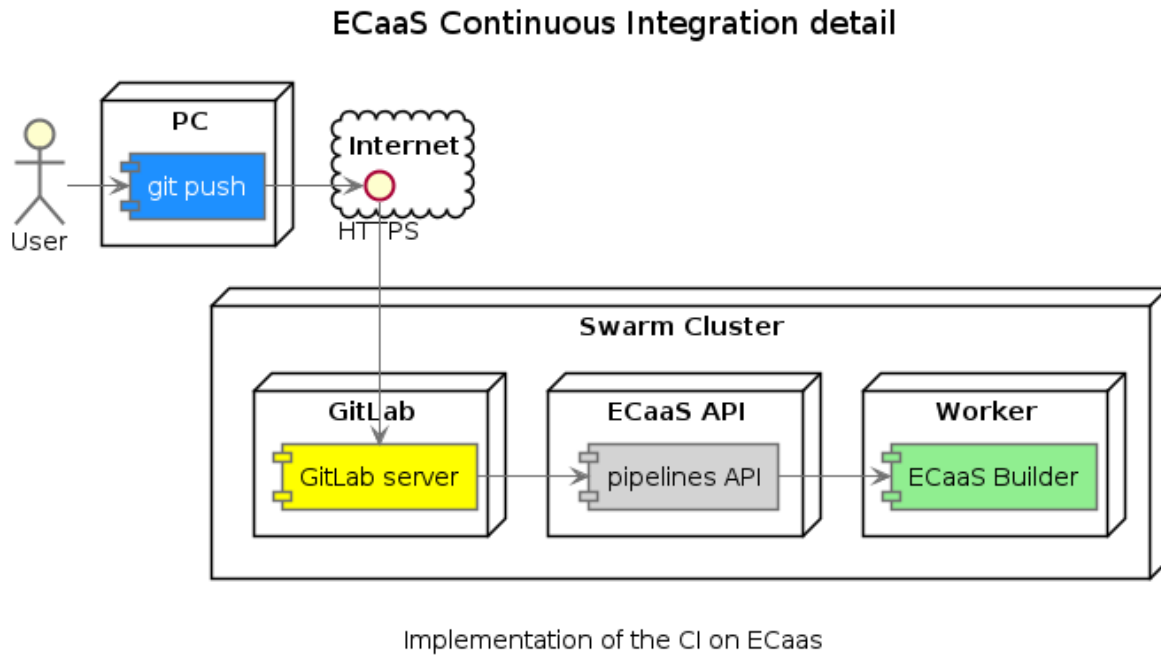 ECaaS Continuous Integration detail
PC
Internet
git push
User
HTTPS
Swarm Cluster
GitLab
ECaaS API
Worker
GitLab server
pipelines API
ECaaS Builder
Implementation of the CI on ECaas